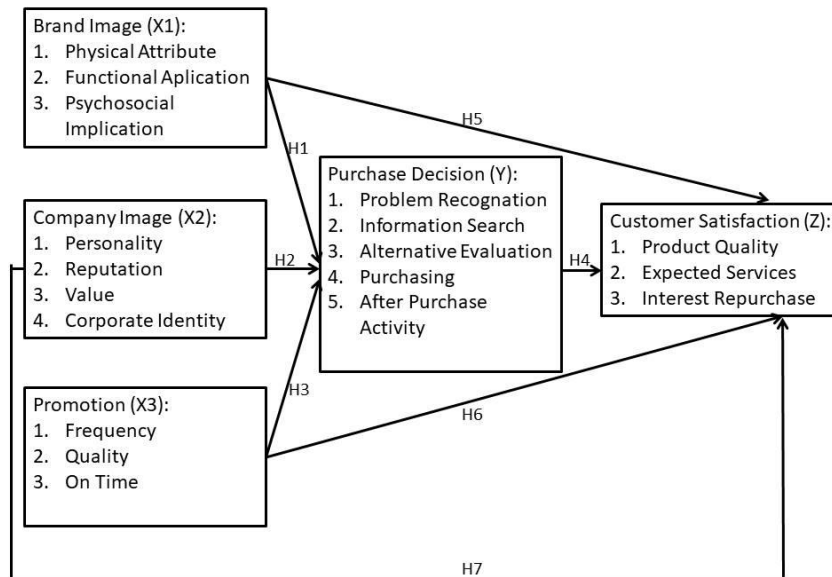 Brand Image (X1):
1. Physical Attribute
2. Functional Aplication
3. Psychosocial
Implication
H5
H1
Purchase Decision (Y):
1. Problem Recognation
2. Information Search
3. Alternative Evaluation
4. Purchasing
5. After Purchase
Activity
Company Image (X2):
1. Personality
2. Reputation
3. Value
4. Corporate Identity
H2
H4
Customer Satisfaction (Z):
1. Product Quality
2. Expected Services
3. Interest Repurchase
H3
H6
Promotion (X3):
1. Frequency
2. Quality
3. On Time
H7